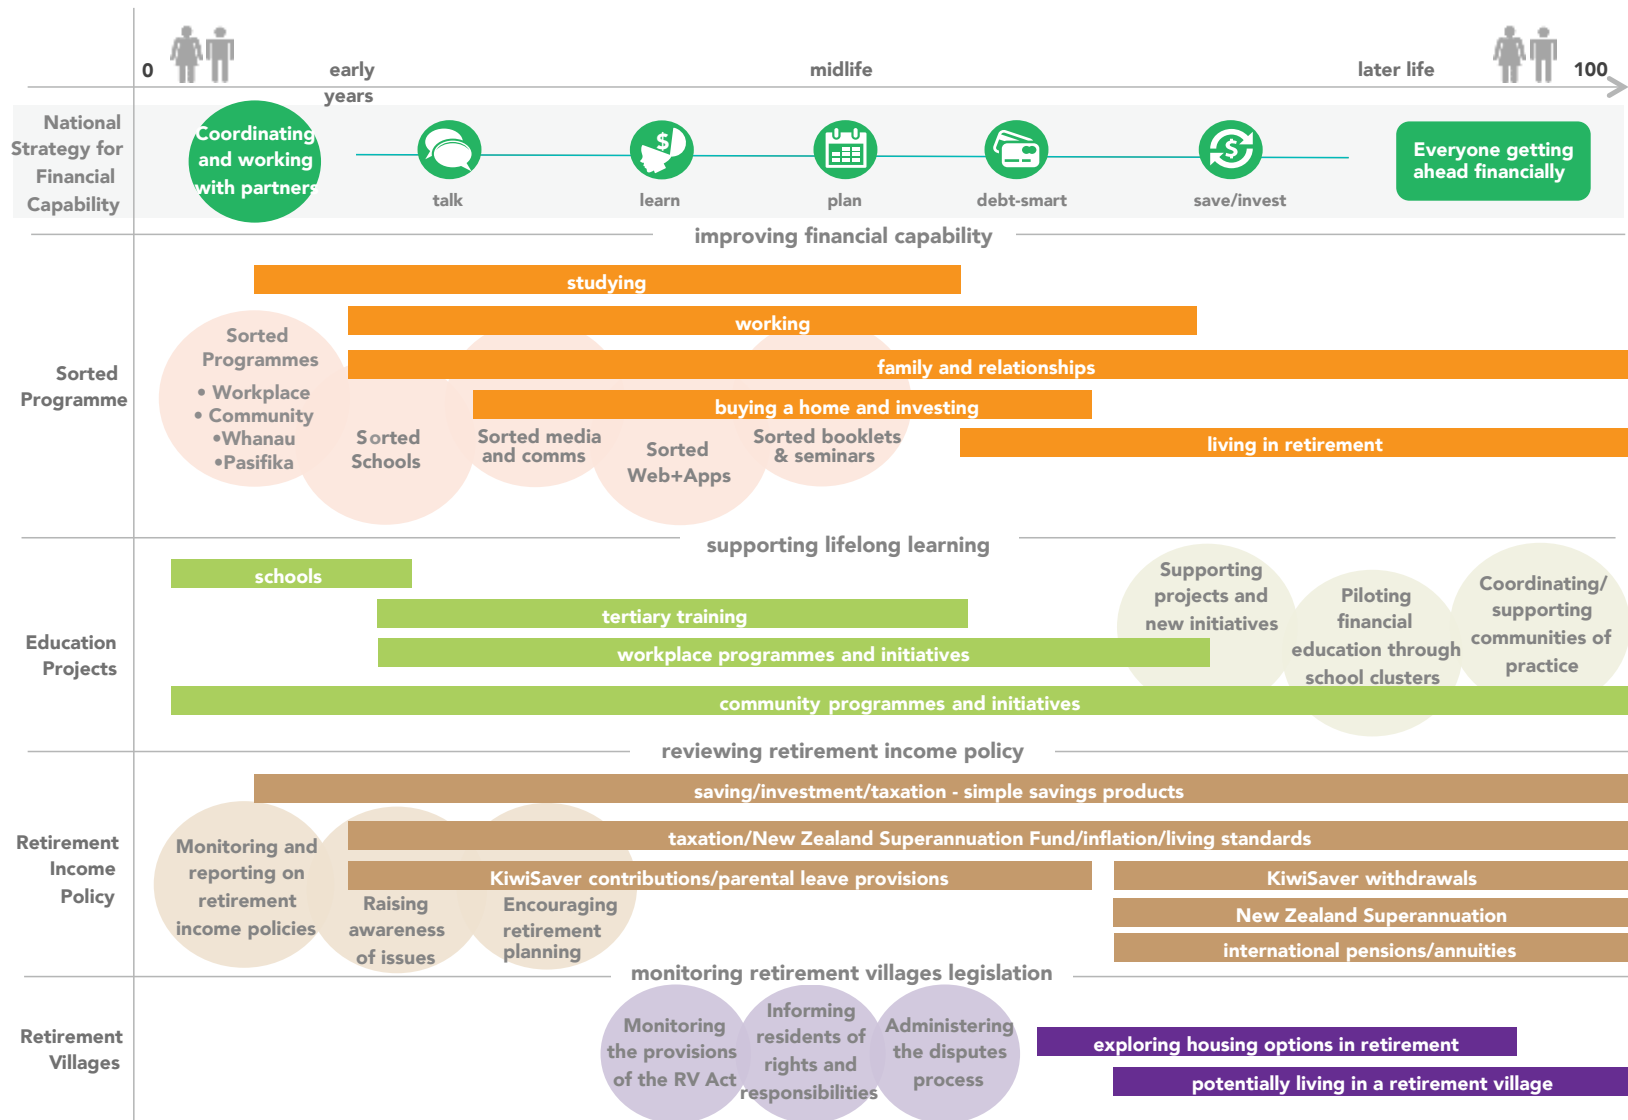 0
early
years
midlife
later life
100
National
Strategy for
Financial
Capability
Coordinating
and working
with partners
talk
$
learn
plan
debt-smart
$
save/invest
Everyone getting
ahead financially
improving financial capability
Sorted
Programme
studying
working
family and relationships
buying a home and investing
living in retirement
Sorted
Programmes
• Workplace
• Community
•Whanau
•Pasifika
Sorted
Schools
Sorted media
and comms
Sorted
Web+Apps
Sorted booklets
& seminars
supporting lifelong learning
Education
Projects
schools
tertiary training
workplace programmes and initiatives
community programmes and initiatives
Supporting
projects and
new initiatives
Piloting
financial
education through
school clusters
Coordinating/
supporting
communities of
practice
reviewing retirement income policy
Retirement
Income
Policy
saving/investment/taxation - simple savings products
taxation/New Zealand Superannuation Fund/inflation/living standards
KiwiSaver contributions/parental leave provisions
KiwiSaver withdrawals
New Zealand Superannuation
international pensions/annuities
Monitoring and
reporting on
retirement
income policies
Raising
awareness
of issues
Encouraging
retirement
planning
monitoring retirement villages legislation
Retirement
Villages
Monitoring
the provisions
of the RV Act
Informing
residents of
rights and
responsibilities
Administering
the disputes
process
exploring housing options in retirement
potentially living in a retirement village